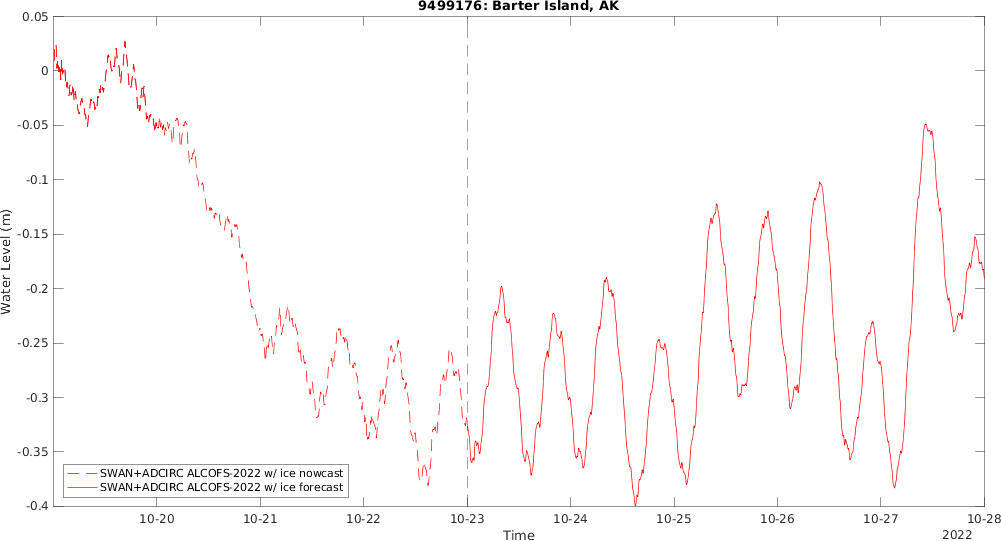 9499176: Barter Island, AK
0.05
0
-0.05
-0.1
-0.15
-0.2
-0.25
-0.3
-0.35
-0.4
Water Level (m)
SWAN+ADCIRC ALCOFS-2022 w/ ice nowcast
SWAN+ADCIRC ALCOFS-2022 w/ ice forecast
10-20 10-21 10-22 10-23 10-24 10-25 10-26 10-27 10-28
Time
2022